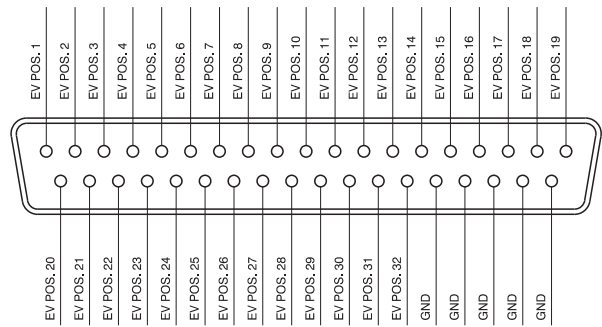 EV POS. 1
EV POS. 2
EV POS. 3
EV POS. 4
EV POS. 5
EV POS. 6
EV POS. 7
EV POS. 8
EV POS. 9
EV POS. 10
EV POS. 11
EV POS. 12
EV POS. 13
EV POS. 14
EV POS. 15
EV POS. 16
EV POS. 17
EV POS. 18
EV POS. 19
EV POS. 20
EV POS. 21
EV POS. 22
EV POS. 23
EV POS. 24
EV POS. 25
EV POS. 26
EV POS. 27
EV POS. 28
EV POS. 29
EV POS. 30
EV POS. 31
EV POS. 32
GND
GND
GND
GND
GND